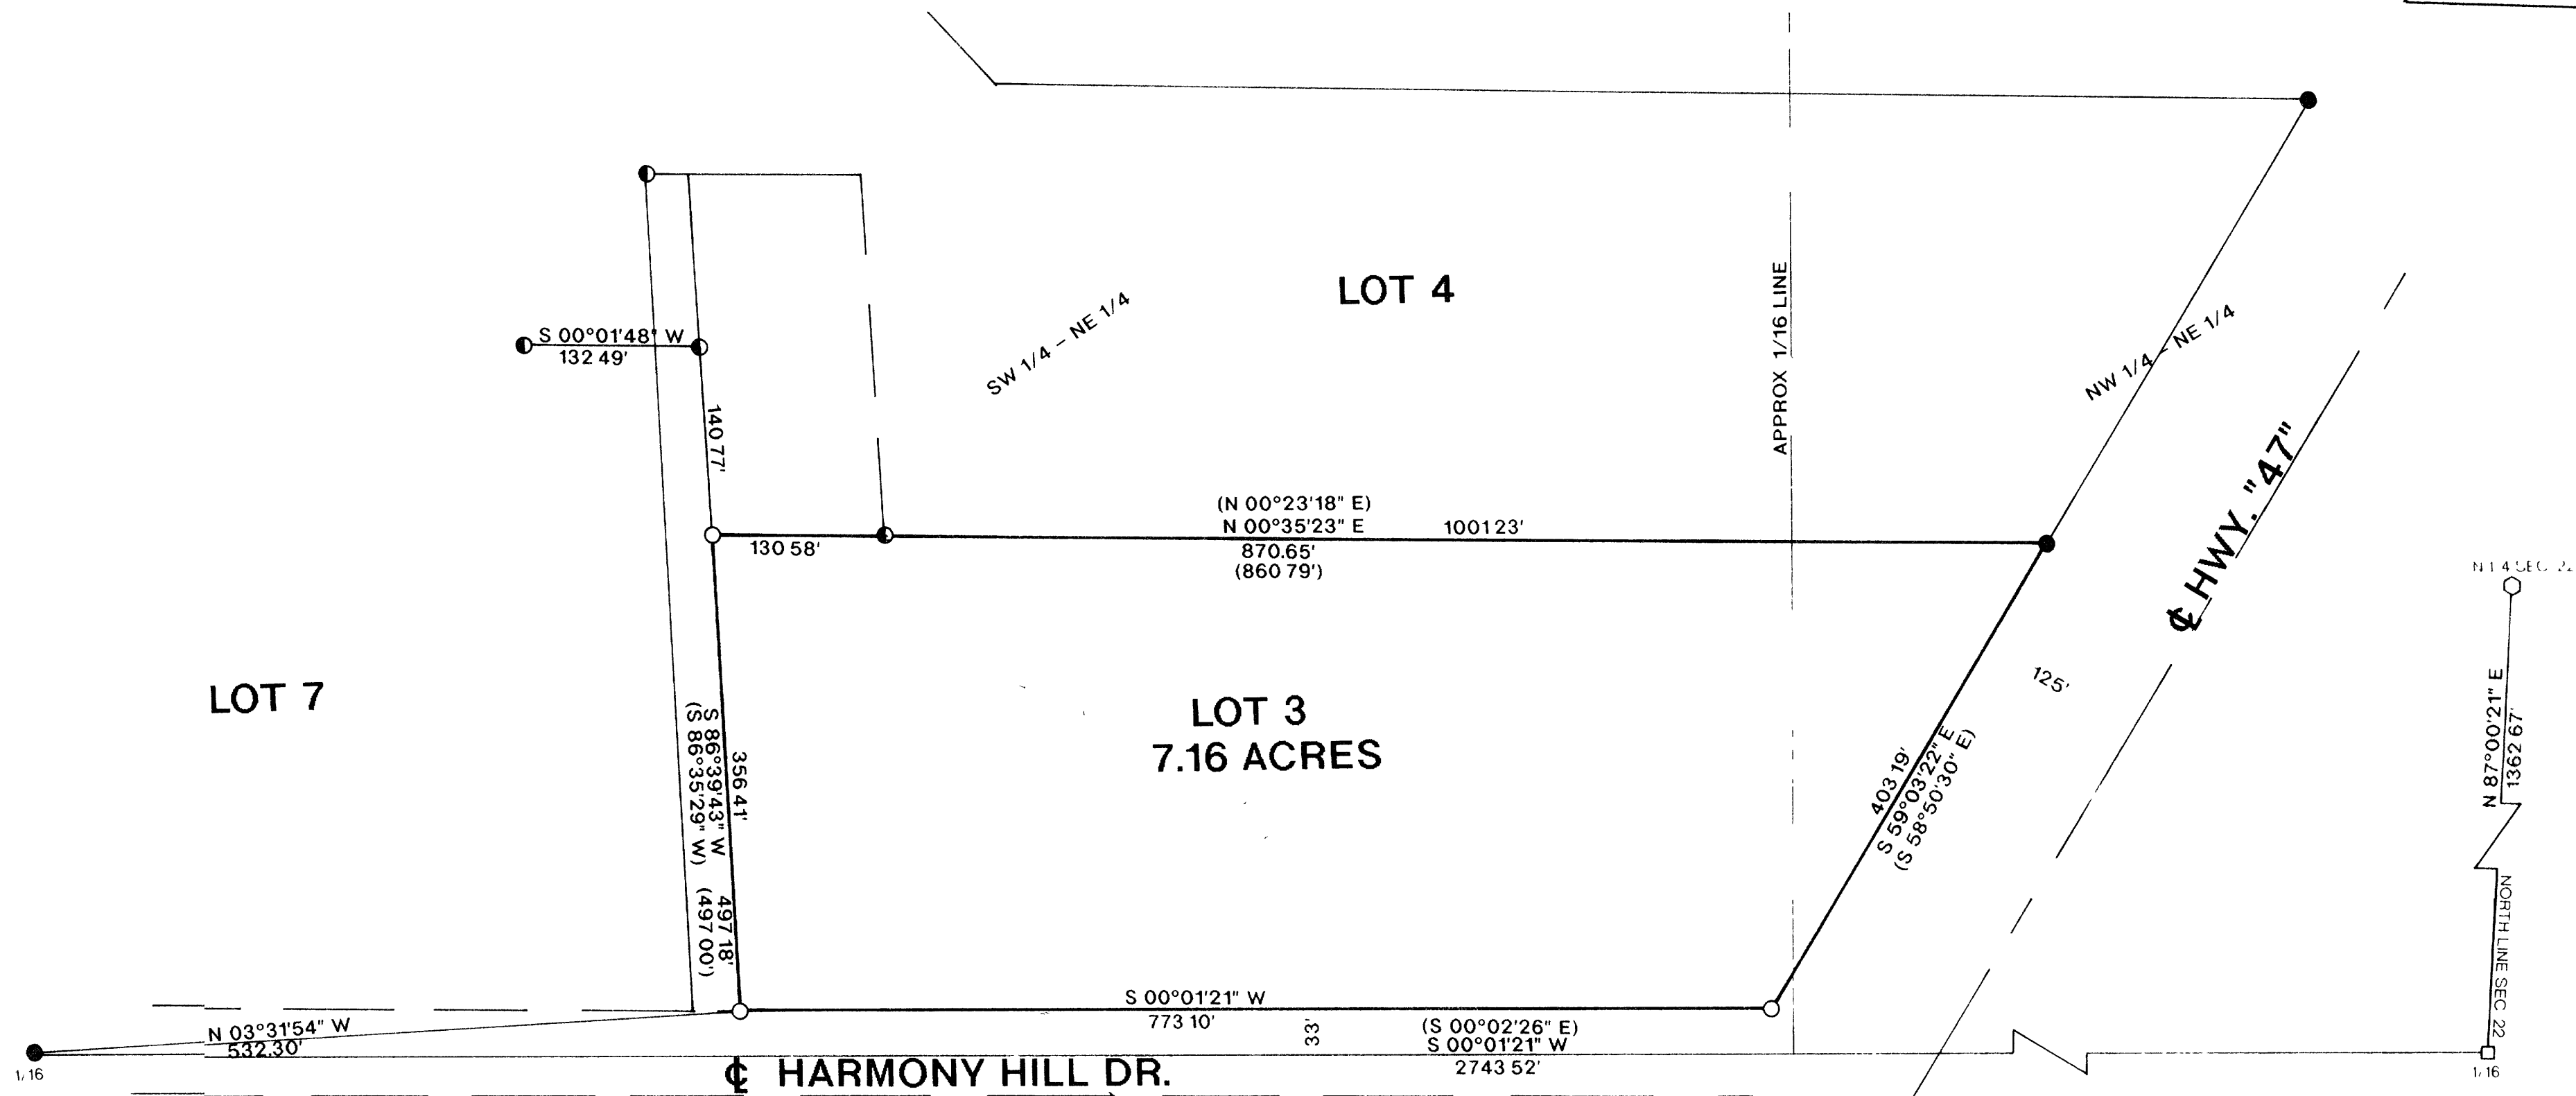 LOT 4
SW 1/4 - NE 1/4
APPROX 1/16 LINE
NW 1/4 - NE 1/4
S 00°01'48" W
132 49'
140 77'
(N 00°23'18" E)
N 00°35'23" E
1001 23'
130 58'
870.65'
(860 79')
℄ HWY. "47"
N 1 4 SEC 22
N 87°00'21" E
1362 67'
NORTH LINE SEC 22
1/16
125'
LOT 7
LOT 3
7.16 ACRES
356 41'
S 86°39'43" W
(S 86°35'29" W)
497 18'
(497 00')
403 19'
S 59°03'22" E
(S 58°50'30" E)
S 00°01'21" W
773 10'
33'
(S 00°02'26" E)
S 00°01'21" W
2743 52'
N 03°31'54" W
532.30'
1/16
℄ HARMONY HILL DR.